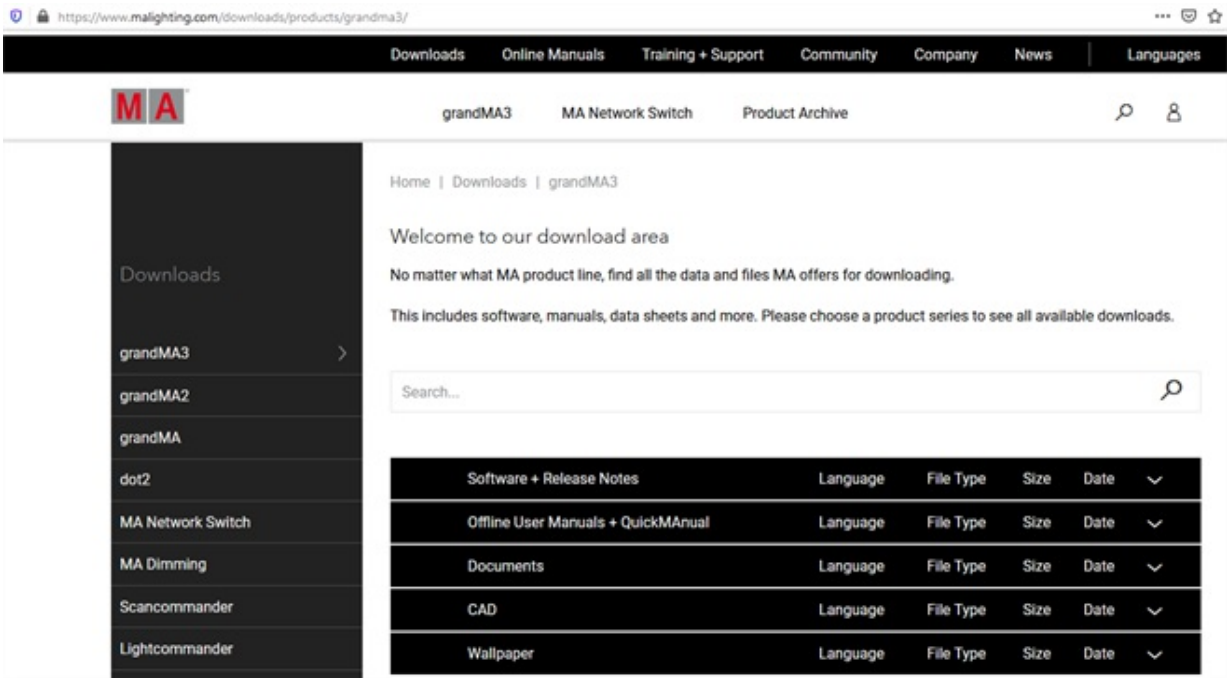 https://www.malighting.com/downloads/products/grandma3/
Downloads Online Manuals Training + Support Community Company News Languages
MA grandMA3 MA Network Switch Product Archive
Home | Downloads | grandMA3
Welcome to our download area
No matter what MA product line, find all the data and files MA offers for downloading.
This includes software, manuals, data sheets and more. Please choose a product series to see all available downloads.
Downloads
grandMA3
grandMA2
grandMA
dot2
MA Network Switch
MA Dimming
Scancommander
Lightcommander
Search...
Software + Release Notes Language File Type Size Date
Offline User Manuals + QuickMAnual Language File Type Size Date
Documents Language File Type Size Date
CAD Language File Type Size Date
Wallpaper Language File Type Size Date